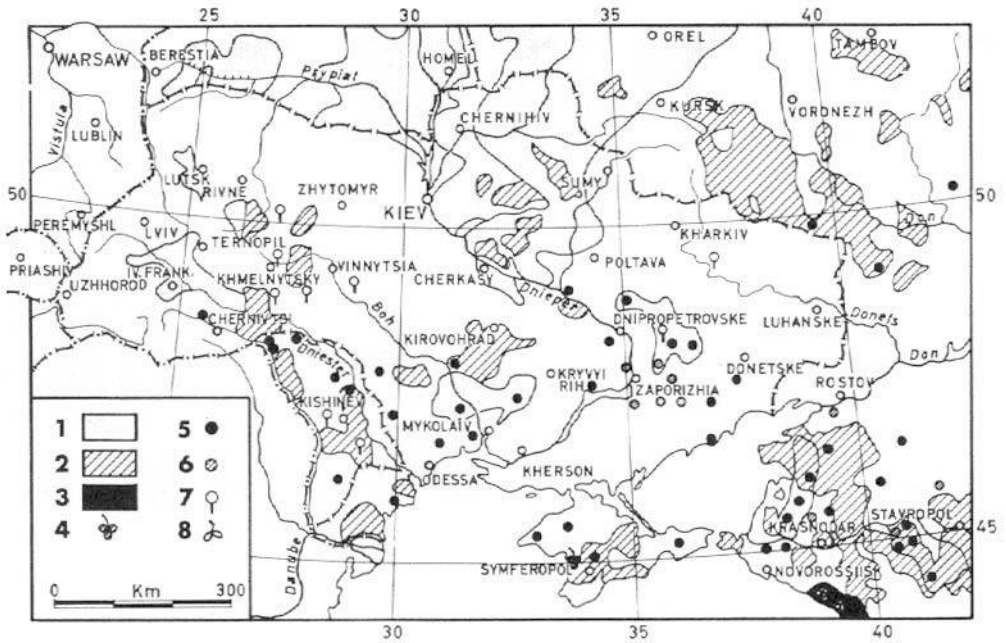 25 30 35 40
WARSAW
BERESTIA
Prypiat
HOMEL
OREL
TAMBOV
LUBLIN
Vistula
CHERNIHIV
KURSK
VORONEZH
LUTSK
RIVNE
ZHYTOMYR
SUMY
50
KIEV
50
PEREMYSHL
LVIV
TERNOPIL
KHARKIV
Don
PRIASHIV
IV.FRANK.
KHMELNYTSKY
VINNYTSIA
CHERKASY
POLTAVA
UZHHOROD
Dnieper
CHERNIVTSI
Boh
DNIPROPETROVSKE
LUHANSKE
Donets
Dniester
KIROVOHRAD
Don
KRYVYI
RIH
DONETSKE
ZAPORIZHIA
ROSTOV
KISHINEV
MYKOLAIV
1
2
3
4
5
6
7
8
ODESSA
KHERSON
STAVROPOL
KRASNODAR
45
Danube
SYMFEROPOL
NOVOROSSIISK
0 Km 300
30 35 40